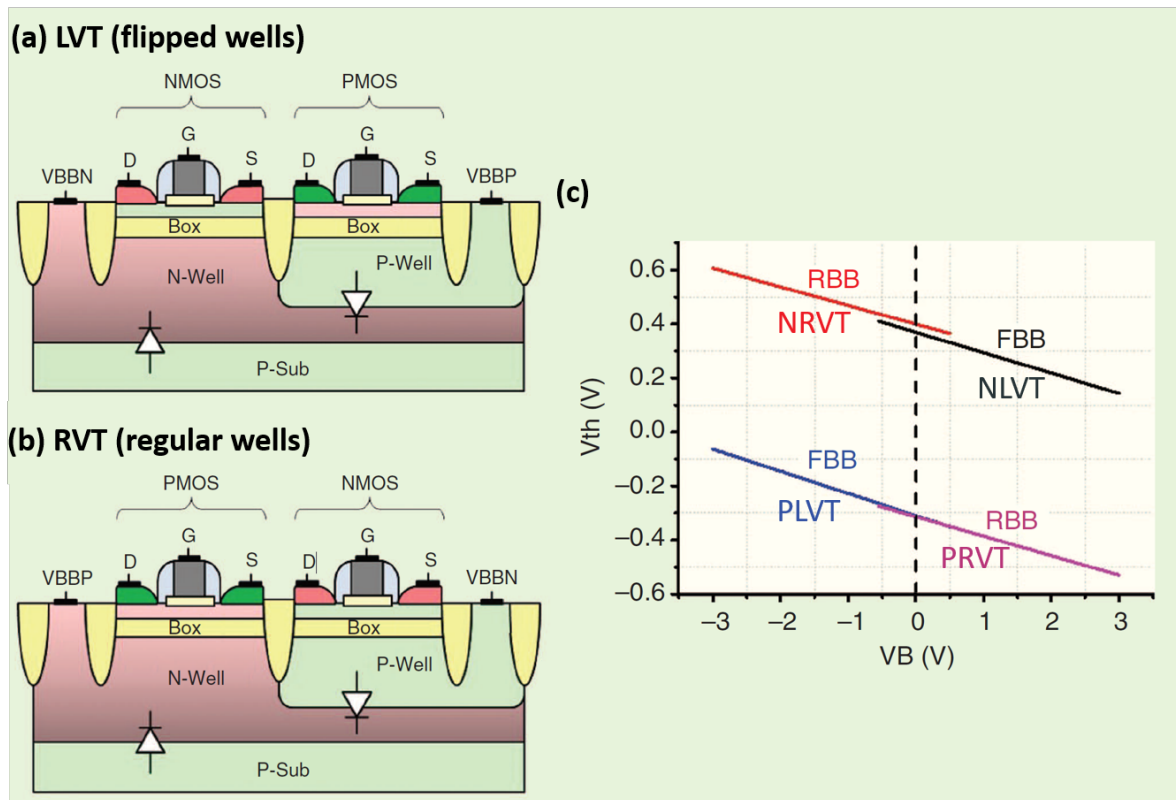 (a) LVT (flipped wells)
NMOS
PMOS
G
G
D
S
D
S
VBBN
VBBP
Box
Box
N-Well
P-Well
P-Sub
(b) RVT (regular wells)
PMOS
NMOS
G
G
D
S
D
S
VBBP
VBBN
Box
Box
N-Well
P-Well
P-Sub
(c)
Vth (V)
0.6
0.4
0.2
0.0
−0.2
−0.4
−0.6
RBB
NRVT
FBB
NLVT
FBB
PLVT
RBB
PRVT
−3 −2 −1 0 1 2 3
VB (V)